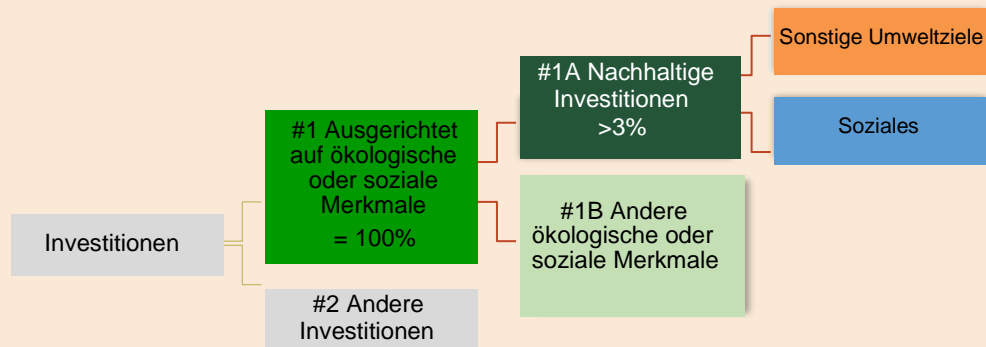 Investitionen
#1 Ausgerichtet
auf ökologische
oder soziale
Merkmale
= 100%
#2 Andere
Investitionen
#1A Nachhaltige
Investitionen
>3%
#1B Andere
ökologische oder
soziale Merkmale
Sonstige Umweltziele
Soziales